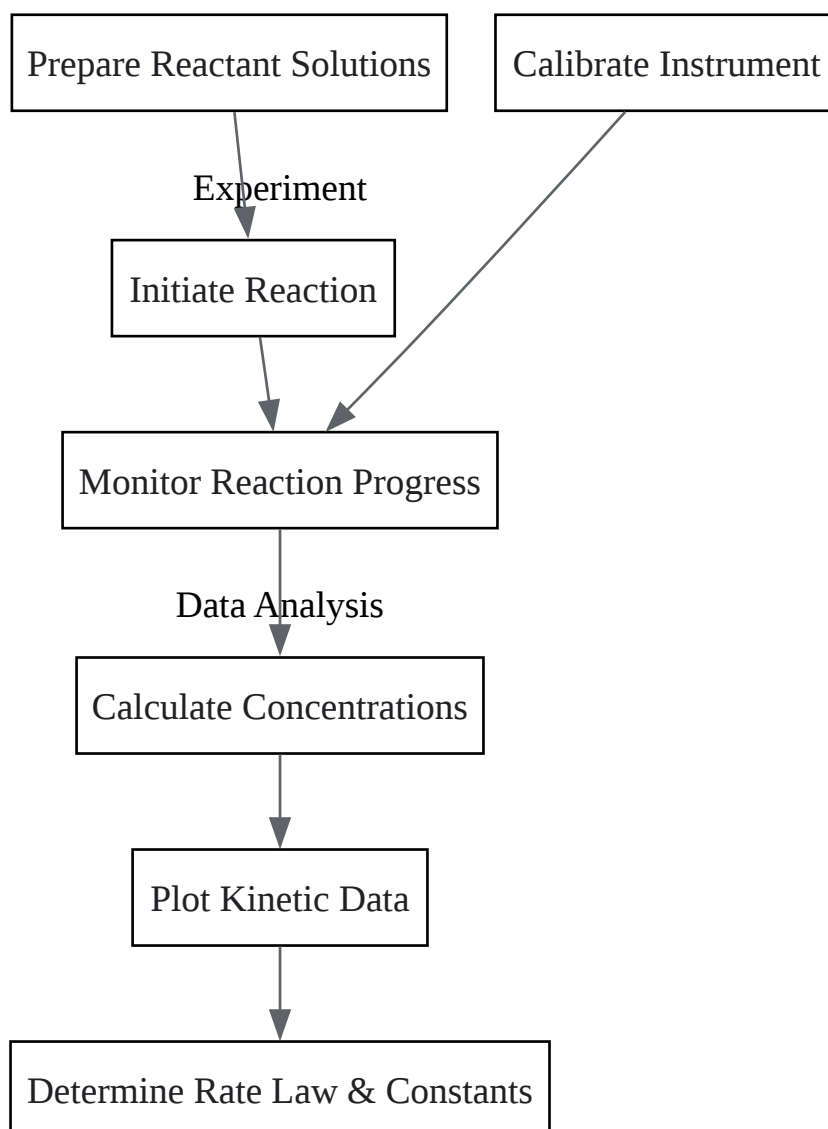 Prepare Reactant Solutions
Calibrate Instrument
Experiment
Initiate Reaction
Monitor Reaction Progress
Data Analysis
Calculate Concentrations
Plot Kinetic Data
Determine Rate Law & Constants